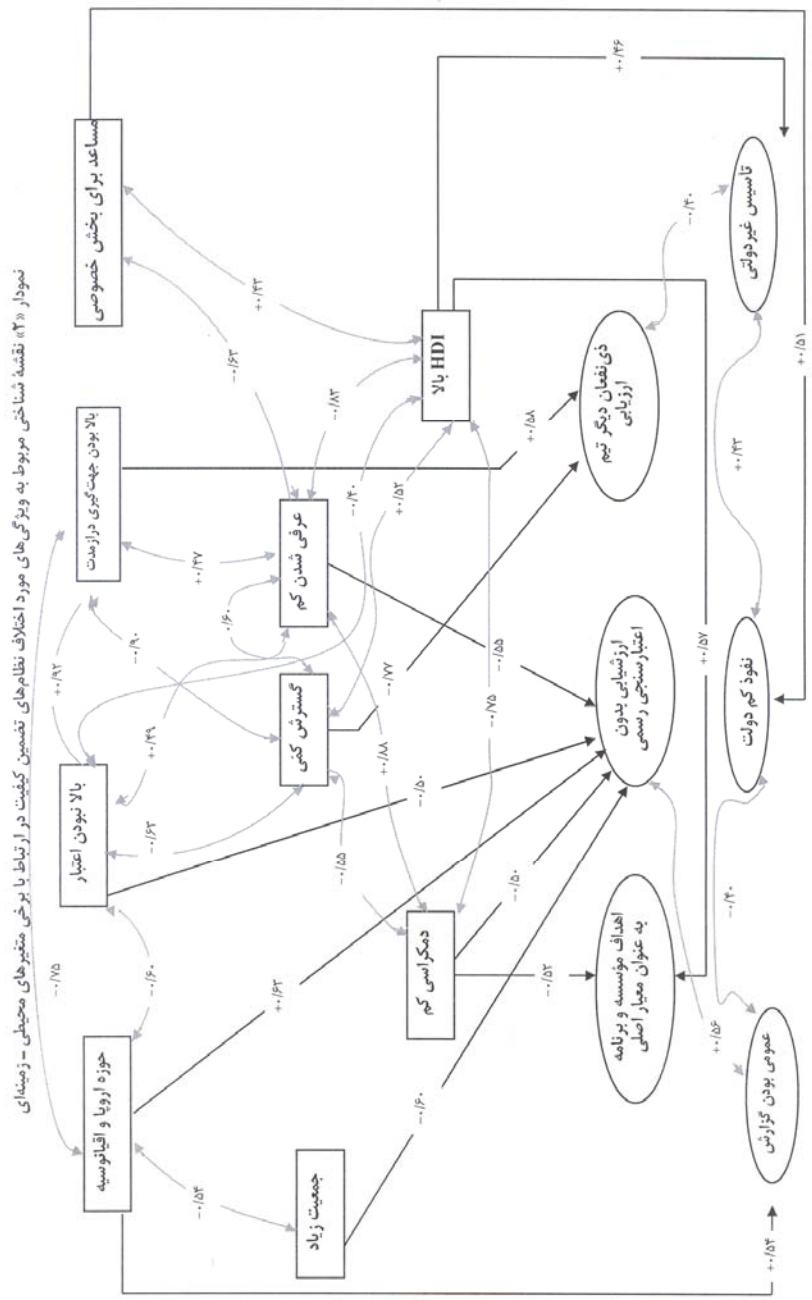 نمودار «۲» نقشهٔ شناختی مربوط به ویژگی‌های مورد اختلاف نظام‌های تضمین کیفیت در ارتباط با برخی متغیرهای محیطی – زمینه‌ای
حوزه اروپا و اقیانوسیه
بالا نبودن اعتبار
بالا بودن جهت‌گیری درازمدت
مساعد برای بخش خصوصی
جمعیت زیاد
گسترش کمّی
عرفی شدن کم
دمکراسی کم
HDI بالا
اهداف مؤسسه و برنامه
به عنوان معیار اصلی
ارزشیابی بدون
اعتبارسنجی رسمی
ذی‌نفعان دیگر تیم
ارزیابی
عمومی بودن گزارش
نفوذ کم دولت
تاسیس غیردولتی
−۰/۷۵
+۰/۹۲
−۰/۶۰
−۰/۵۴
−۰/۶۳
+۰/۴۹
−۰/۹۰
+۰/۴۷
−۰/۶۳
+۰/۴۳
۰/۶۰
−۰/۴۰
−۰/۸۳
+۰/۵۲
−۰/۵۵
+۰/۸۸
−۰/۷۵
+۰/۶۳
−۰/۵۰
−۰/۷۷
−۰/۵۵
+۰/۵۸
+۰/۴۶
−۰/۶۰
−۰/۵۰
−۰/۵۲
+۰/۵۷
−۰/۴۰
+۰/۵۶
−۰/۴۰
+۰/۴۳
+۰/۵۱
+۰/۵۴